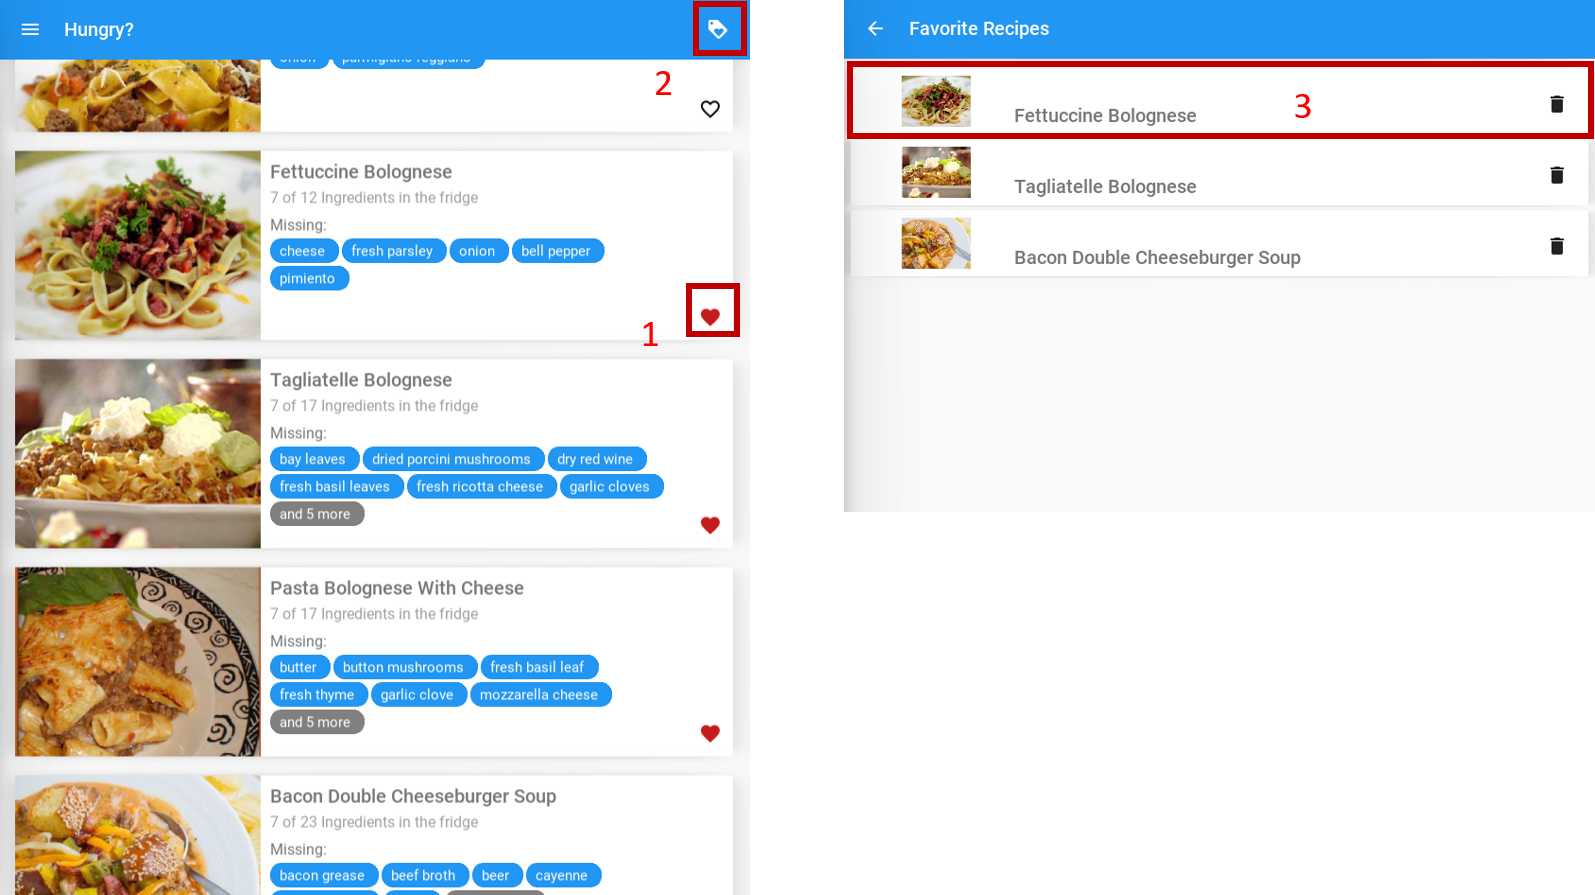 Hungry?
onion parmigiano reggiano
2
Fettuccine Bolognese
7 of 12 Ingredients in the fridge
Missing:
cheese fresh parsley onion bell pepper
pimiento
1
Tagliatelle Bolognese
7 of 17 Ingredients in the fridge
Missing:
bay leaves dried porcini mushrooms dry red wine
fresh basil leaves fresh ricotta cheese garlic cloves
and 5 more
Pasta Bolognese With Cheese
7 of 17 Ingredients in the fridge
Missing:
butter button mushrooms fresh basil leaf
fresh thyme garlic clove mozzarella cheese
and 5 more
Bacon Double Cheeseburger Soup
7 of 23 Ingredients in the fridge
Missing:
bacon grease beef broth beer cayenne
Favorite Recipes
Fettuccine Bolognese 3
Tagliatelle Bolognese
Bacon Double Cheeseburger Soup